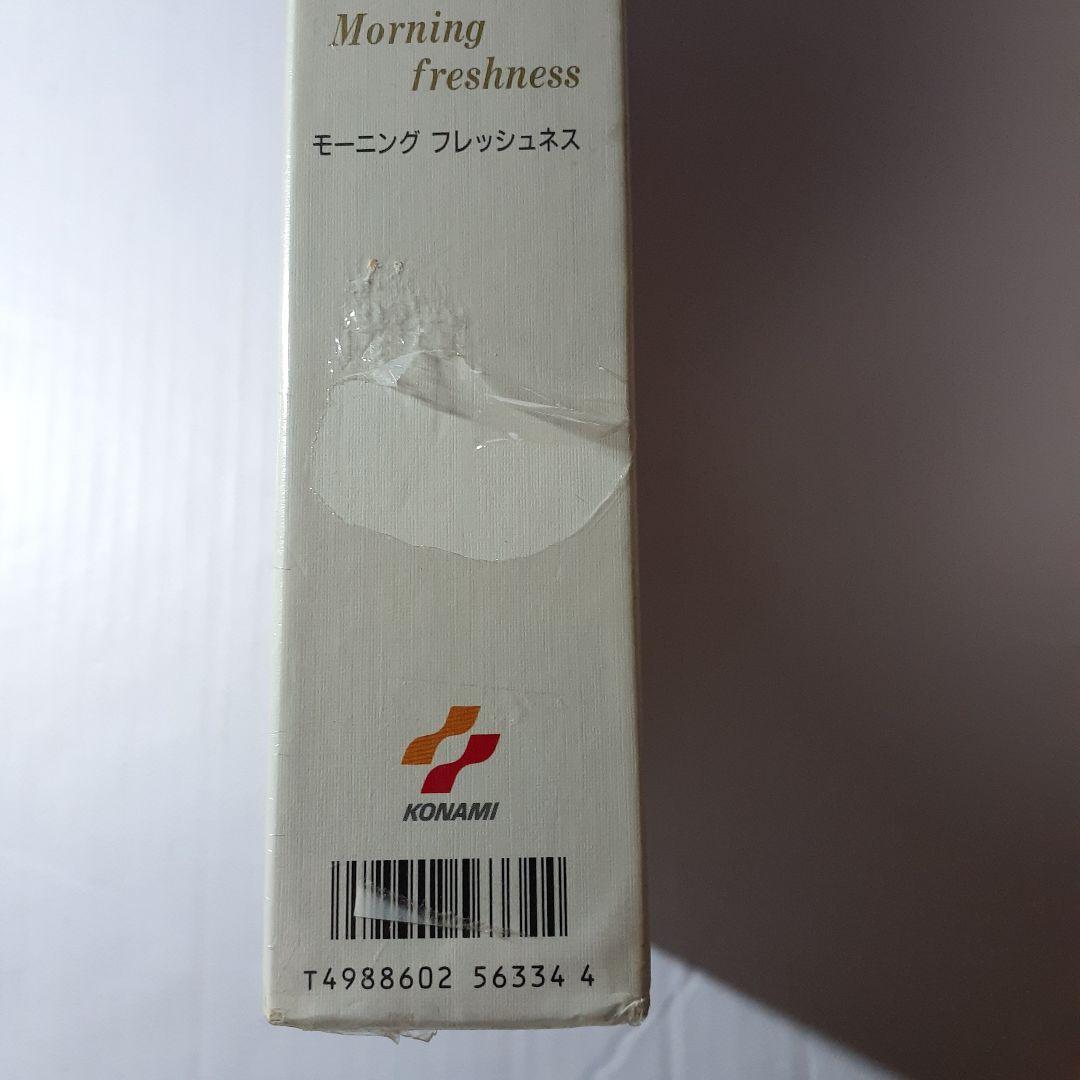 Morning
freshness
モーニング フレッシュネス
KONAMI
T4988602 56334 4